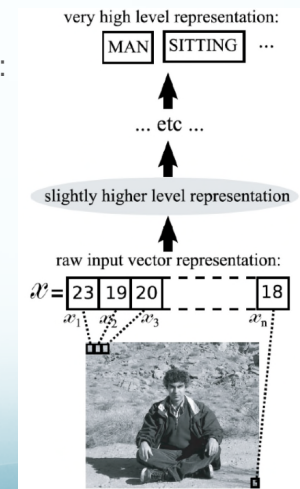 very high level representation:
MAN SITTING ...
... etc ...
slightly higher level representation
raw input vector representation:
x = 23 19 20 18
x1 x2 x3 xn